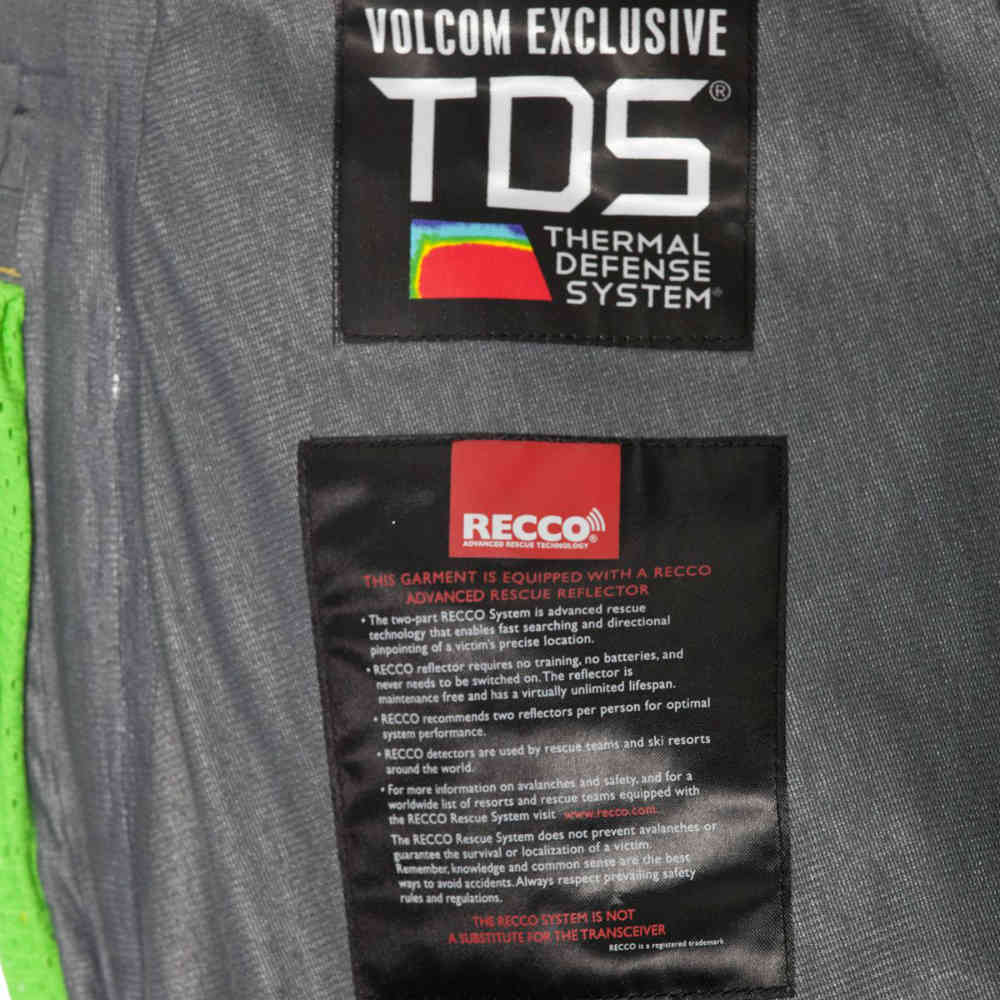 VOLCOM EXCLUSIVE
TDS®
THERMAL
DEFENSE
SYSTEM®
RECCO®
ADVANCED RESCUE TECHNOLOGY
THIS GARMENT IS EQUIPPED WITH A RECCO
ADVANCED RESCUE REFLECTOR
• The two-part RECCO System is advanced rescue
technology that enables fast searching and directional
pinpointing of a victim's precise location.
• RECCO reflector requires no training, no batteries, and
never needs to be switched on. The reflector is
maintenance free and has a virtually unlimited lifespan.
• RECCO recommends two reflectors per person for optimal
system performance.
• RECCO detectors are used by rescue teams and ski resorts
around the world.
• For more information on avalanches and safety, and for a
worldwide list of resorts and rescue teams equipped with
the RECCO Rescue System visit www.recco.com.
The RECCO Rescue System does not prevent avalanches or
guarantee the survival or localization of a victim.
Remember, knowledge and common sense are the best
ways to avoid accidents. Always respect prevailing safety
rules and regulations.
THE RECCO SYSTEM IS NOT
A SUBSTITUTE FOR THE TRANSCEIVER
RECCO is a registered trademark